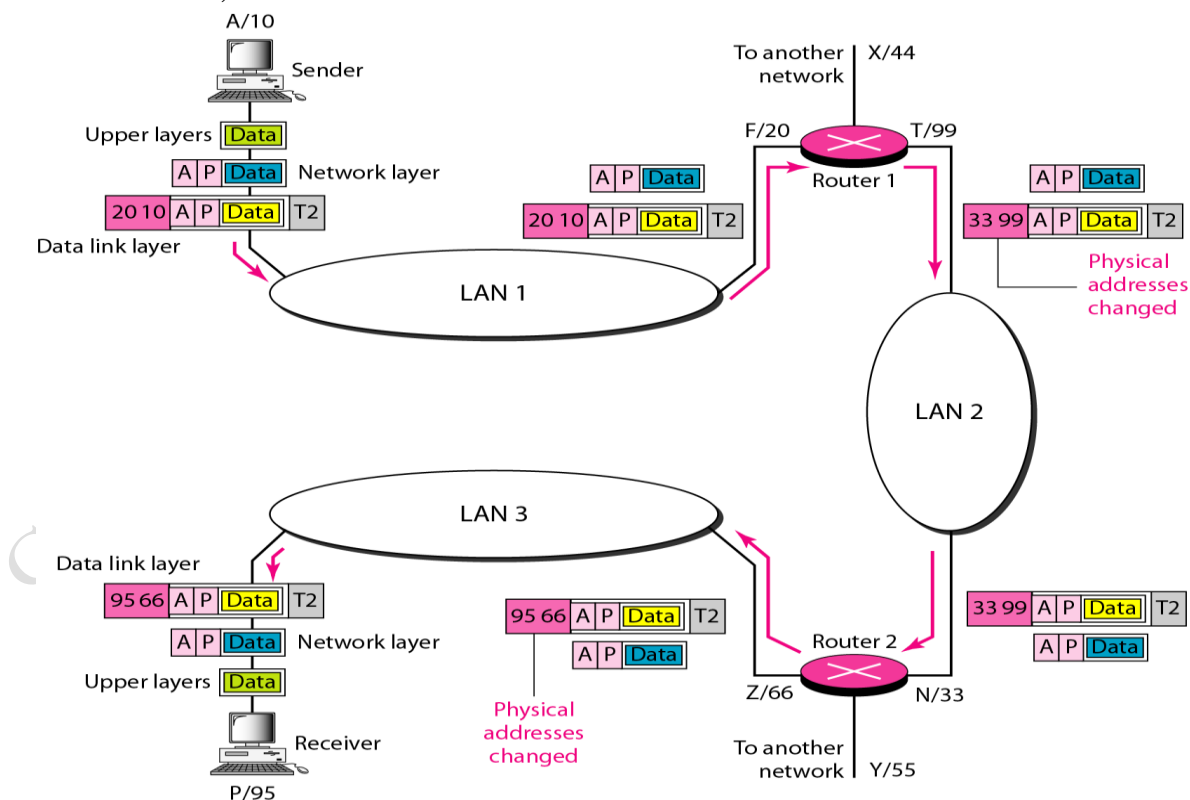 A/10
Sender
Upper layers
Data
A P Data
Network layer
20 10 A P Data T2
Data link layer
LAN 1
A P Data
20 10 A P Data T2
To another
network
X/44
F/20
T/99
Router 1
A P Data
33 99 A P Data T2
Physical
addresses
changed
LAN 2
33 99 A P Data T2
A P Data
Router 2
Z/66
N/33
To another
network
Y/55
95 66 A P Data T2
A P Data
Physical
addresses
changed
LAN 3
Data link layer
95 66 A P Data T2
A P Data
Network layer
Upper layers
Data
Receiver
P/95